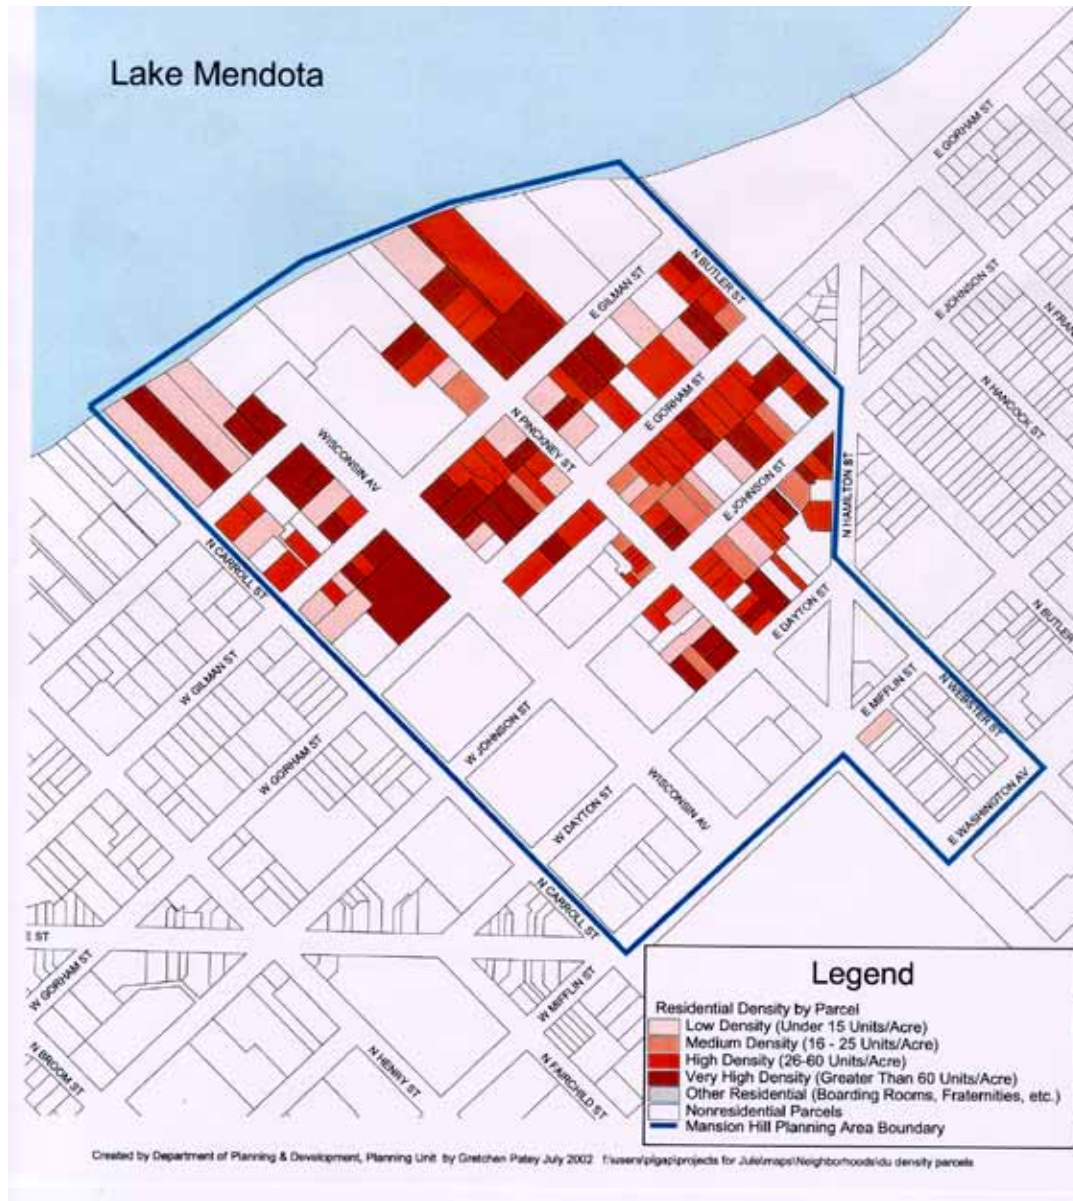 Lake Mendota
E GORHAM ST
N BUTLER ST
E GILMAN ST
E JOHNSON ST
N HANCOCK ST
E GORHAM ST
N PINCKNEY ST
WISCONSIN AV
E JOHNSON ST
N HAMILTON ST
N CARROLL ST
E DAYTON ST
N BUTLER
W GILMAN ST
E MIFFLIN ST
N WEBSTER ST
W JOHNSON ST
W GORHAM ST
WISCONSIN AV
E WASHINGTON AV
W DAYTON ST
N CARROLL ST
E ST
W GORHAM ST
W MIFFLIN ST
N BROOM ST
N HENRY ST
N FAIRCHILD ST
Legend
Residential Density by Parcel
Low Density (Under 15 Units/Acre)
Medium Density (16 - 25 Units/Acre)
High Density (26-60 Units/Acre)
Very High Density (Greater Than 60 Units/Acre)
Other Residential (Boarding Rooms, Fraternities, etc.)
Nonresidential Parcels
Mansion Hill Planning Area Boundary
Created by Department of Planning & Development, Planning Unit by Gretchen Patey July 2002